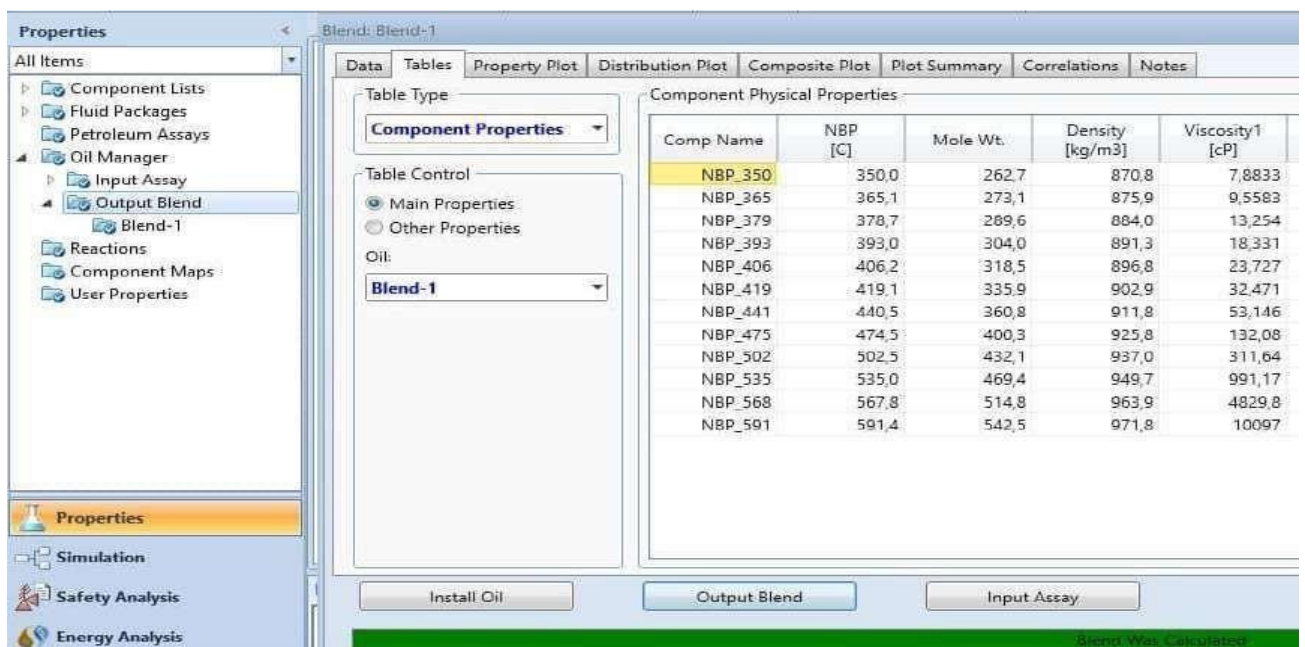 Properties <
Blend: Blend-1
All Items
Component Lists
Fluid Packages
Petroleum Assays
Oil Manager
Input Assay
Output Blend
Blend-1
Reactions
Component Maps
User Properties
Properties
Simulation
Safety Analysis
Energy Analysis
Data Tables Property Plot Distribution Plot Composite Plot Plot Summary Correlations Notes
Table Type
Component Properties
Table Control
Main Properties
Other Properties
Oil:
Blend-1
Component Physical Properties
Comp Name NBP [C] Mole Wt. Density [kg/m3] Viscosity1 [cP]
NBP_350 350,0 262,7 870,8 7,8833
NBP_365 365,1 273,1 875,9 9,5583
NBP_379 378,7 289,6 884,0 13,254
NBP_393 393,0 304,0 891,3 18,331
NBP_406 406,2 318,5 896,8 23,727
NBP_419 419,1 335,9 902,9 32,471
NBP_441 440,5 360,8 911,8 53,146
NBP_475 474,5 400,3 925,8 132,08
NBP_502 502,5 432,1 937,0 311,64
NBP_535 535,0 469,4 949,7 991,17
NBP_568 567,8 514,8 963,9 4829,8
NBP_591 591,4 542,5 971,8 10097
Install Oil Output Blend Input Assay
Blend Was Calculated